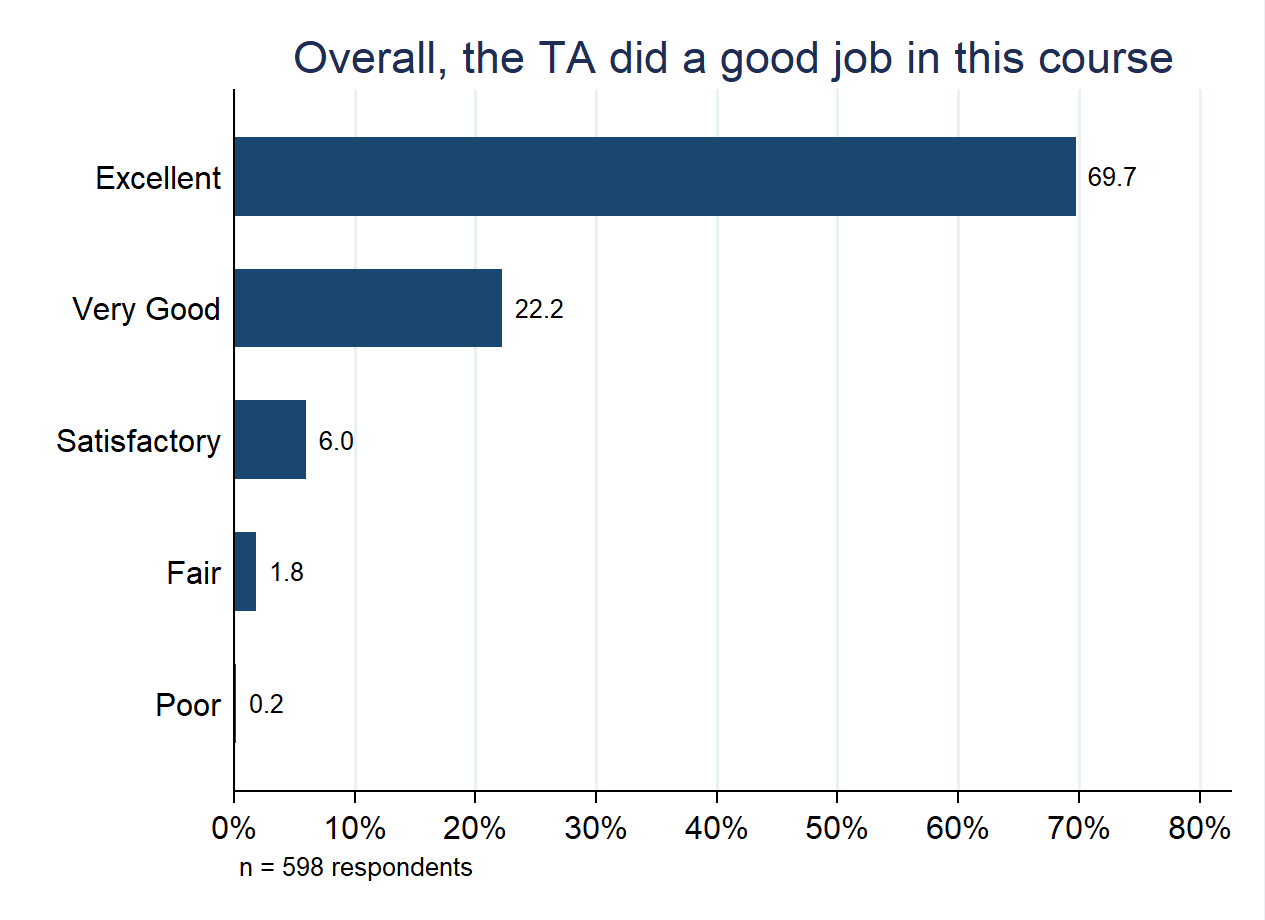 Overall, the TA did a good job in this course
Excellent 69.7
Very Good 22.2
Satisfactory 6.0
Fair 1.8
Poor 0.2
0% 10% 20% 30% 40% 50% 60% 70% 80%
n = 598 respondents